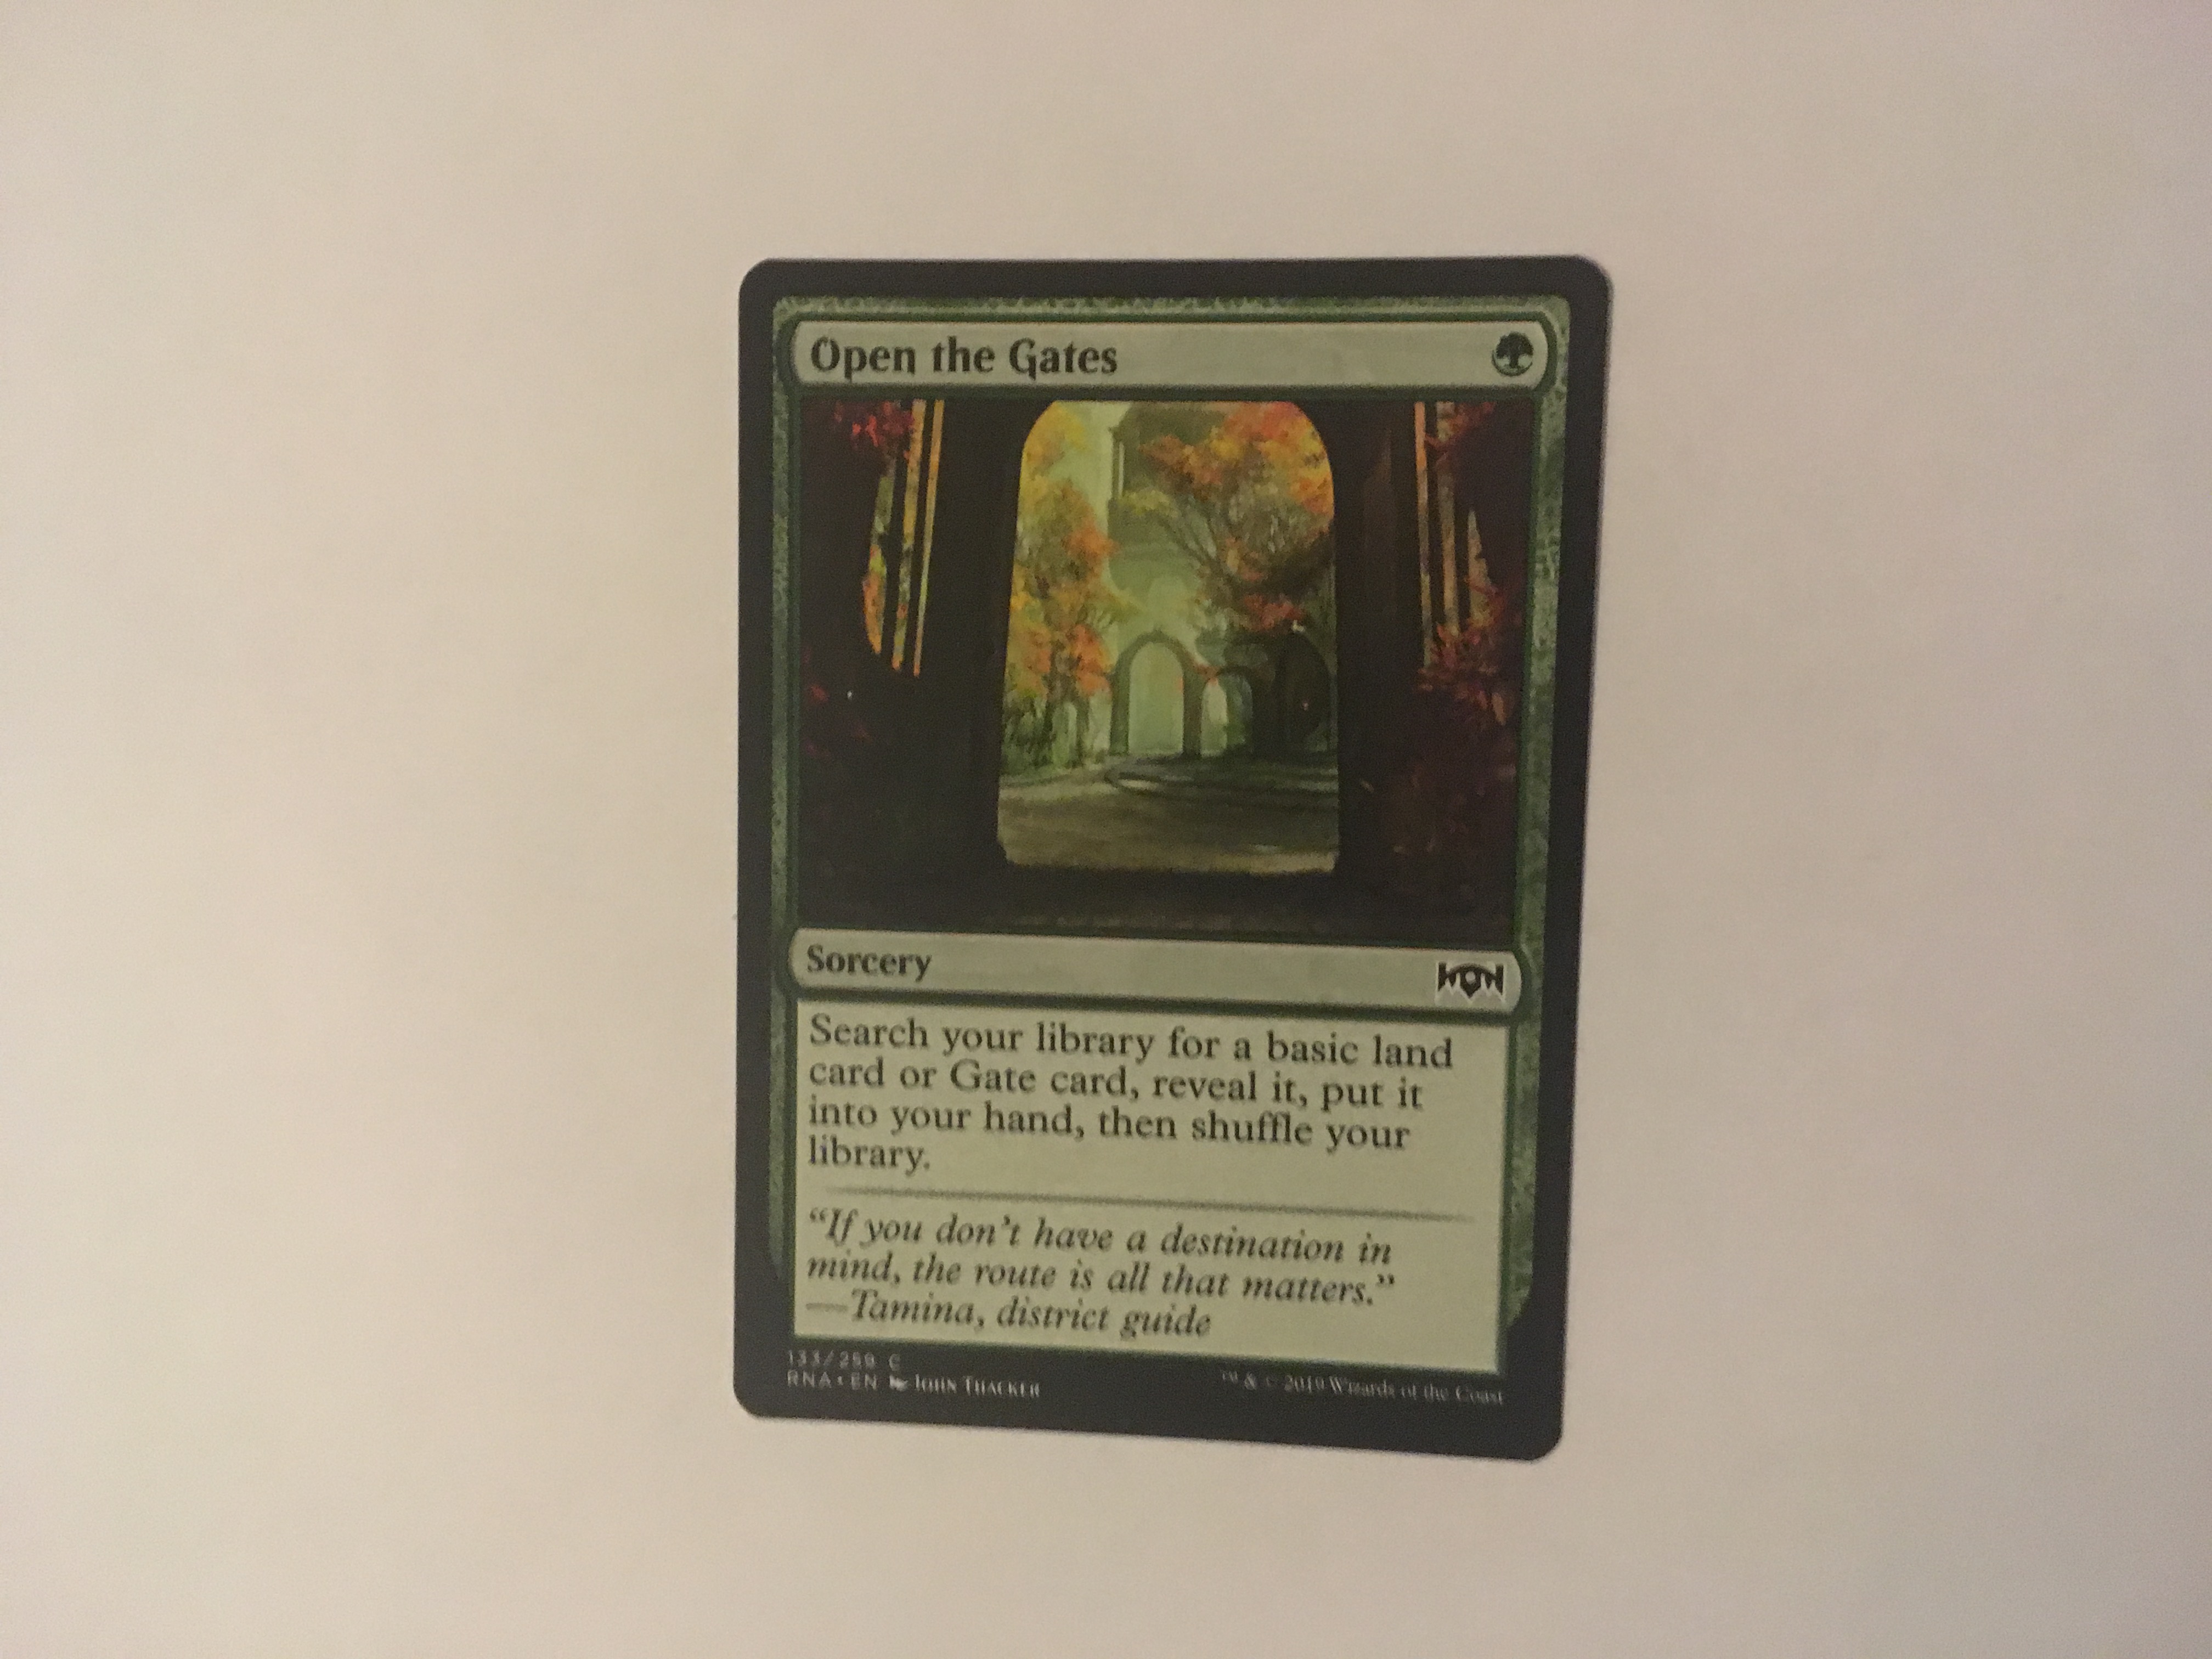 Open the Gates
Sorcery
Search your library for a basic land
card or Gate card, reveal it, put it
into your hand, then shuffle your
library.
“If you don’t have a destination in
mind, the route is all that matters.”
—Tamina, district guide
133/259 C
RNA • EN JOHN THACKER
™ & © 2019 Wizards of the Coast